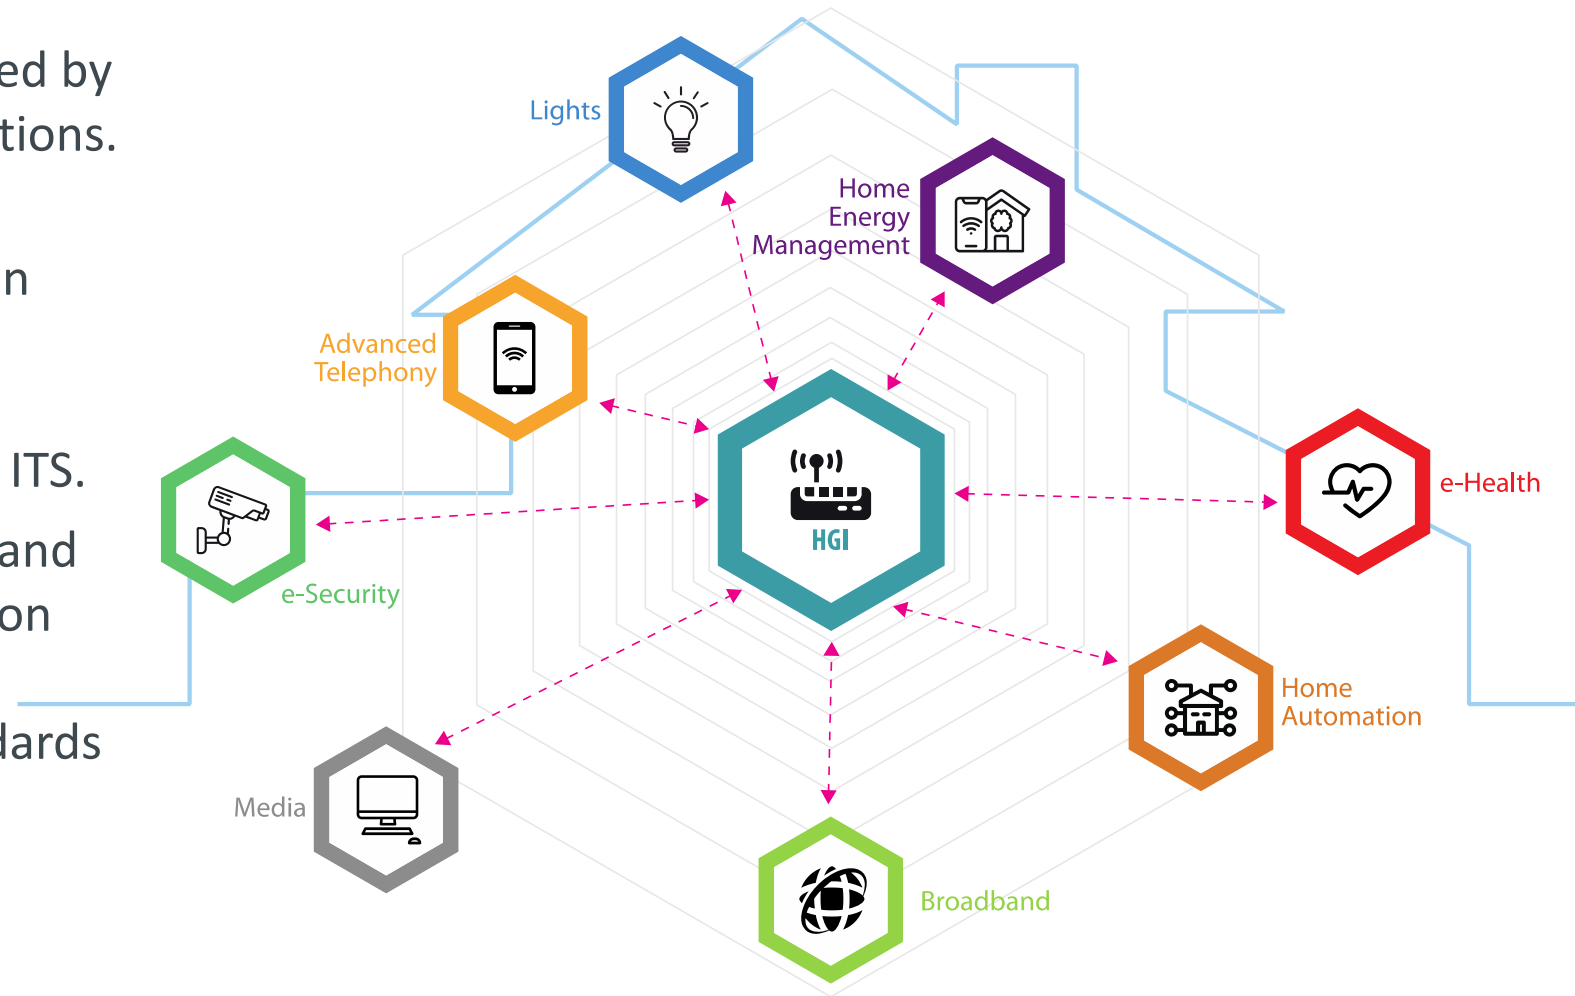 ed by
tions.
n
ITS.
and
on
dards
Lights
Home
Energy
Management
Advanced
Telephony
HGI
e-Health
e-Security
Home
Automation
Media
Broadband